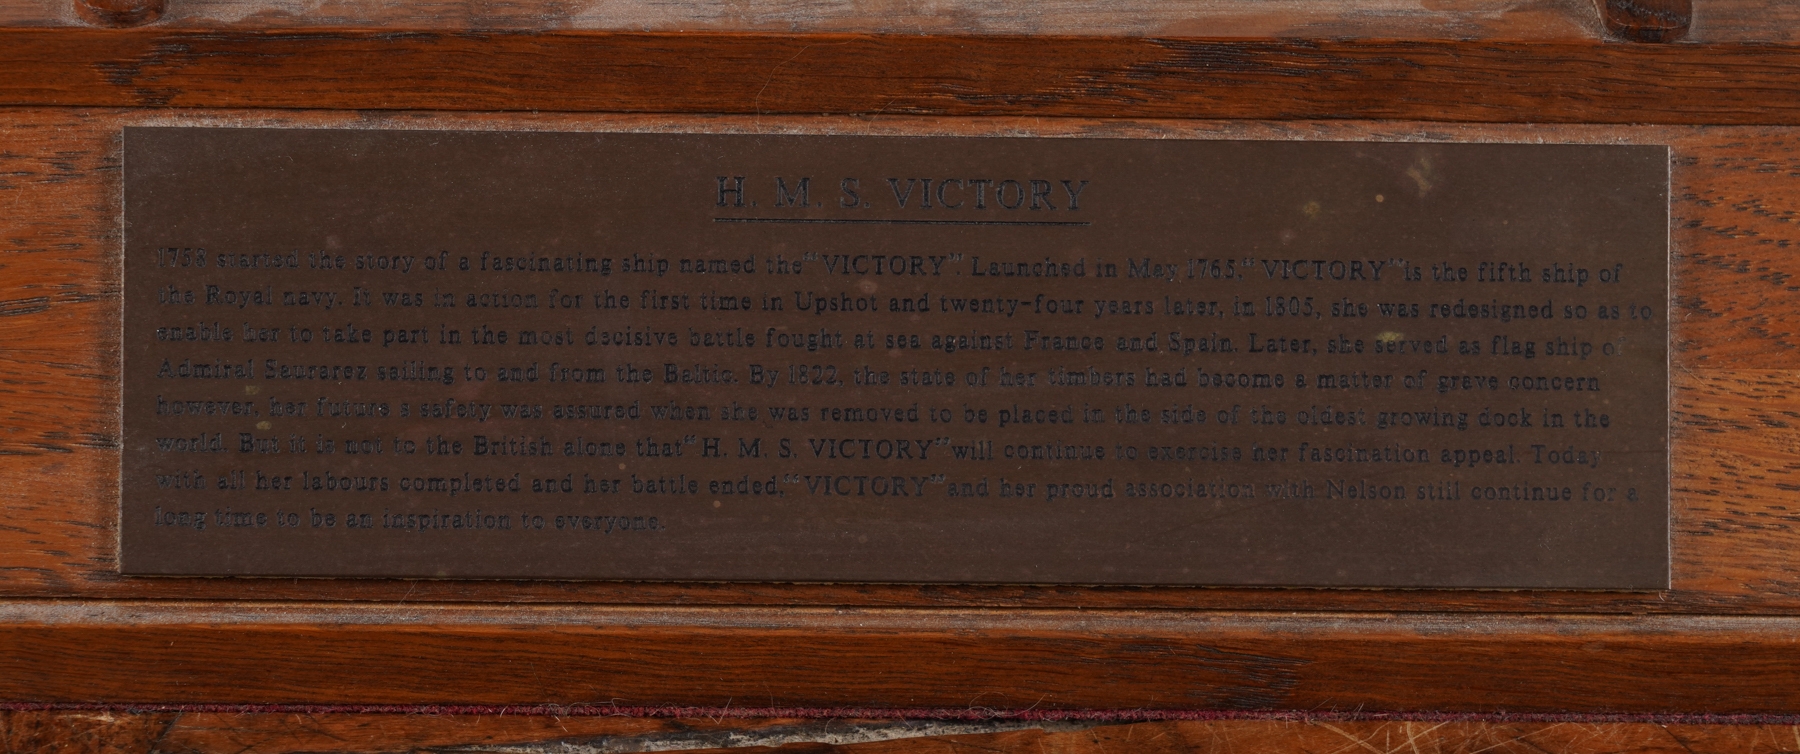 H. M. S. VICTORY
1758 started the story of a fascinating ship named the “VICTORY”. Launched in May 1765.“VICTORY” is the fifth ship of
the Royal navy. It was in action for the first time in Upshot and twenty-four years later, in 1805, she was redesigned so as to
enable her to take part in the most decisive battle fought at sea against France and Spain. Later, she served as flag ship of
Admiral Saurarez sailing to and from the Baltic. By 1822, the state of her timbers had become a matter of grave concern
however, her future s safety was assured when she was removed to be placed in the side of the oldest growing dock in the
world. But it is not to the British alone that “H. M. S. VICTORY” will continue to exercise her fascination appeal. Today
with all her labours completed and her battle ended, “VICTORY” and her proud association with Nelson still continue for a
long time to be an inspiration to everyone.